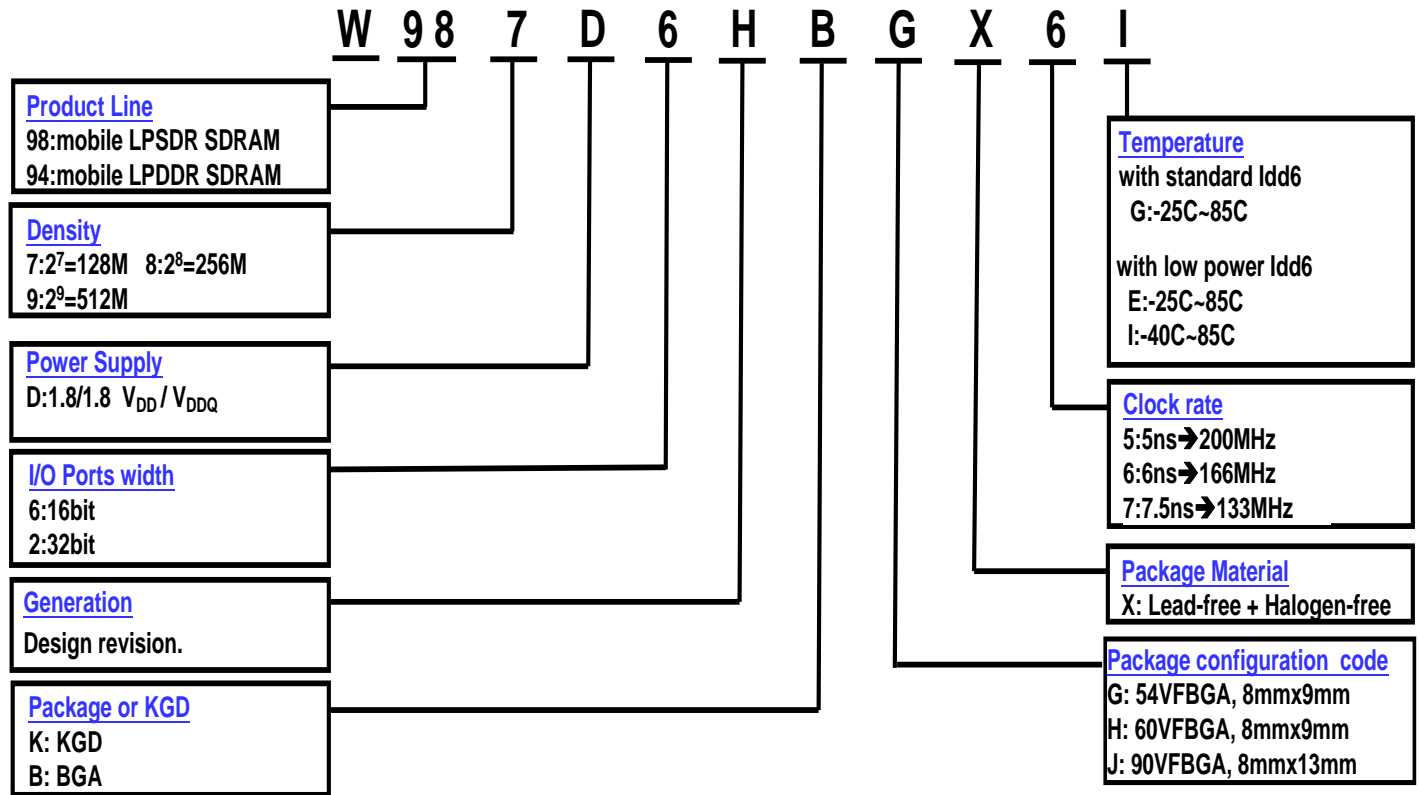 W 98 7 D 6 H B G X 6 I
Product Line
98:mobile LPSDR SDRAM
94:mobile LPDDR SDRAM
Density
7:2⁷=128M 8:2⁸=256M
9:2⁹=512M
Power Supply
D:1.8/1.8 V_DD / V_DDQ
I/O Ports width
6:16bit
2:32bit
Generation
Design revision.
Package or KGD
K: KGD
B: BGA
Temperature
with standard Idd6
G:-25C~85C
with low power Idd6
E:-25C~85C
I:-40C~85C
Clock rate
5:5ns➔200MHz
6:6ns➔166MHz
7:7.5ns➔133MHz
Package Material
X: Lead-free + Halogen-free
Package configuration code
G: 54VFBGA, 8mmx9mm
H: 60VFBGA, 8mmx9mm
J: 90VFBGA, 8mmx13mm